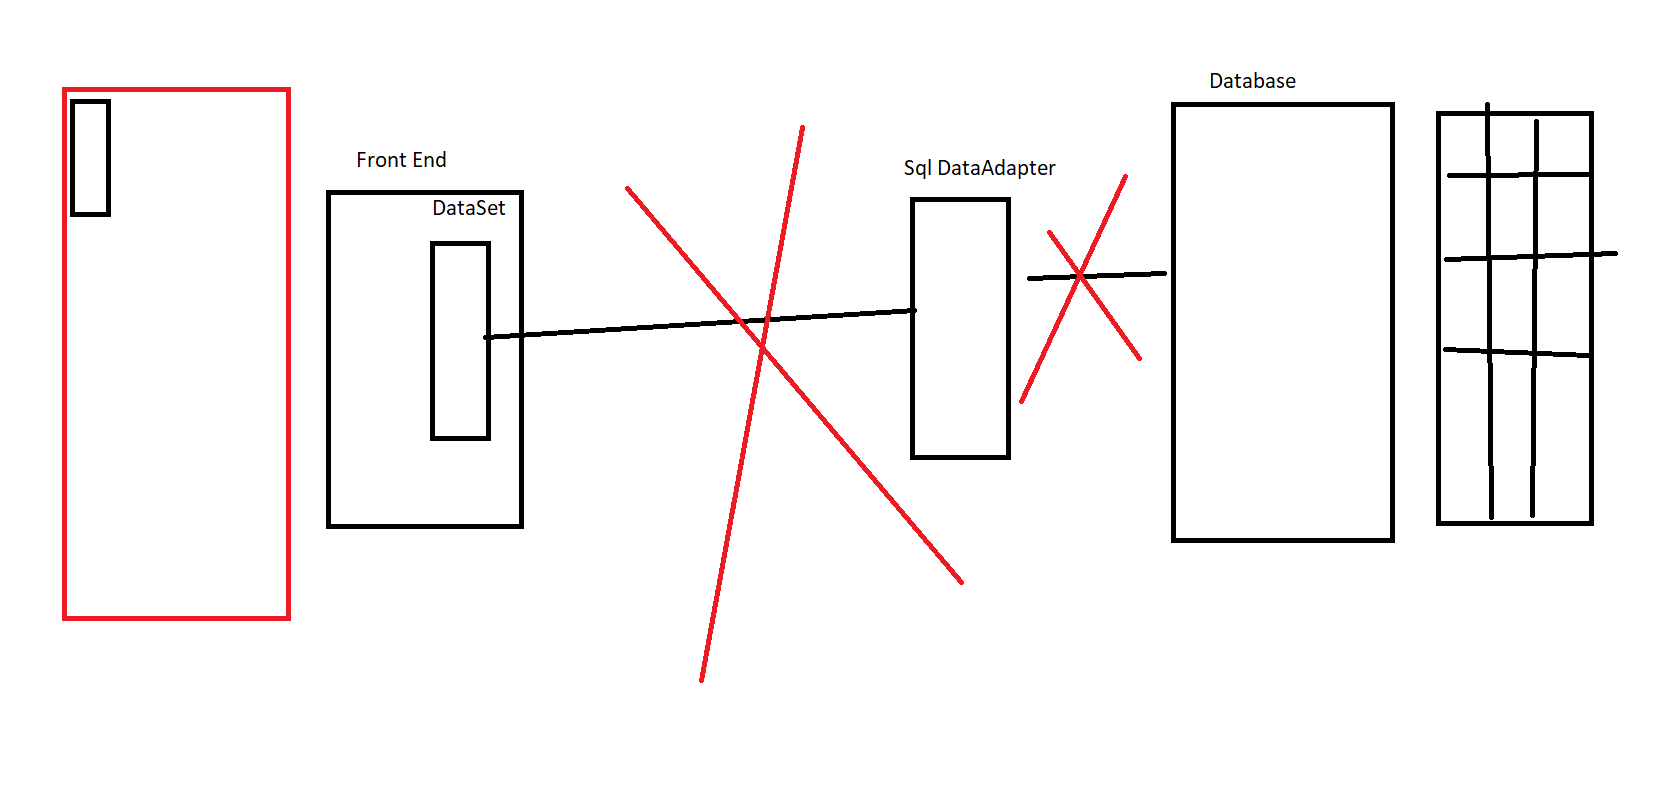 Database
Front End
Sql DataAdapter
DataSet